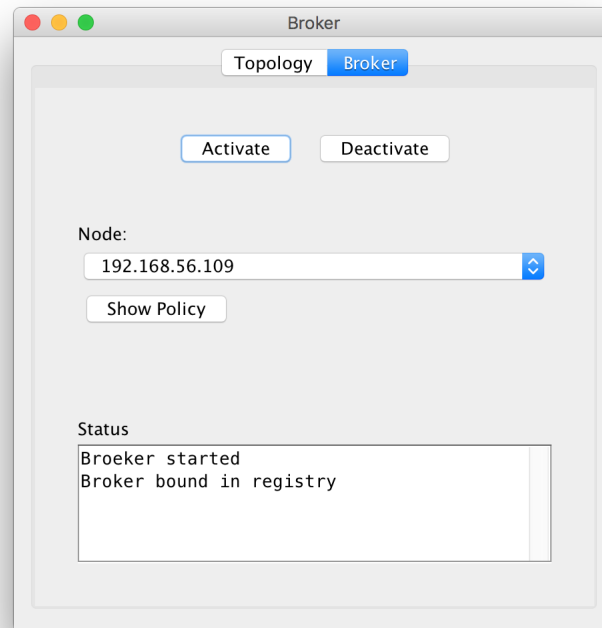 Broker
Topology Broker
Activate Deactivate
Node:
192.168.56.109
Show Policy
Status
Broeker started
Broker bound in registry